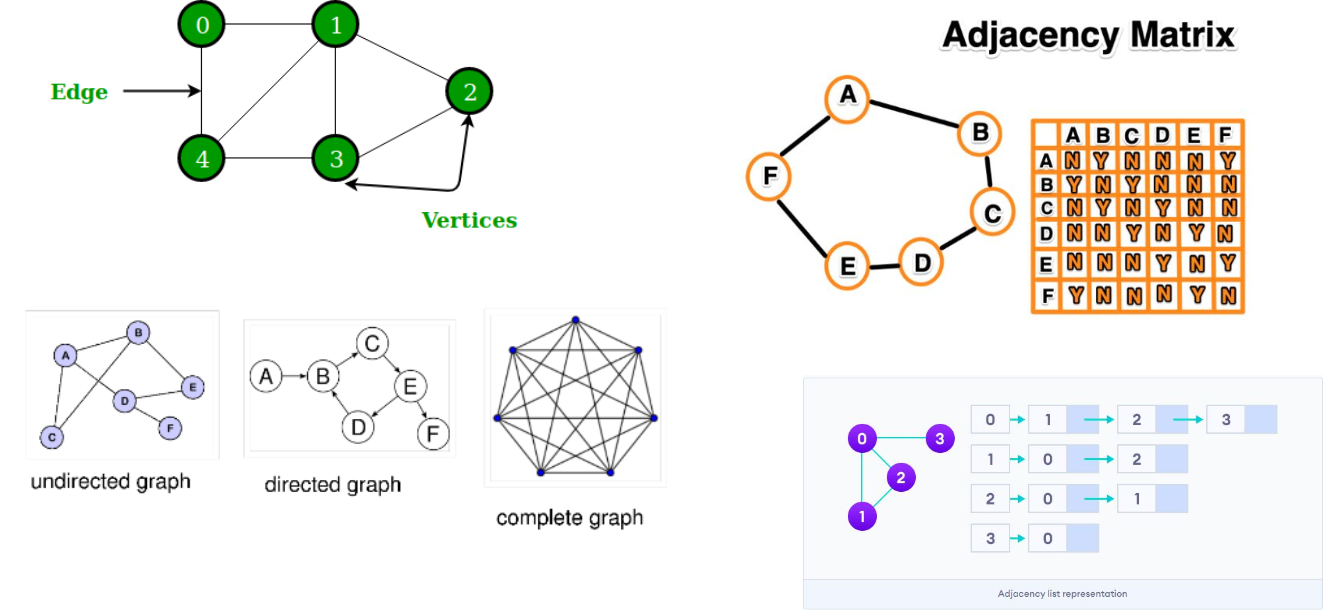 0 1
2
4 3
Edge
Vertices
Adjacency Matrix
A
B
F
C
E D
A B C D E F
A N Y N N N Y
B Y N Y N N N
C N Y N Y N N
D N N Y N Y N
E N N N Y N Y
F Y N N N Y N
B
A
D E
C F
undirected graph
C
A B E
D F
directed graph
complete graph
0 3
2
1
0 1 2 3
1 0 2
2 0 1
3 0
Adjacency list representation